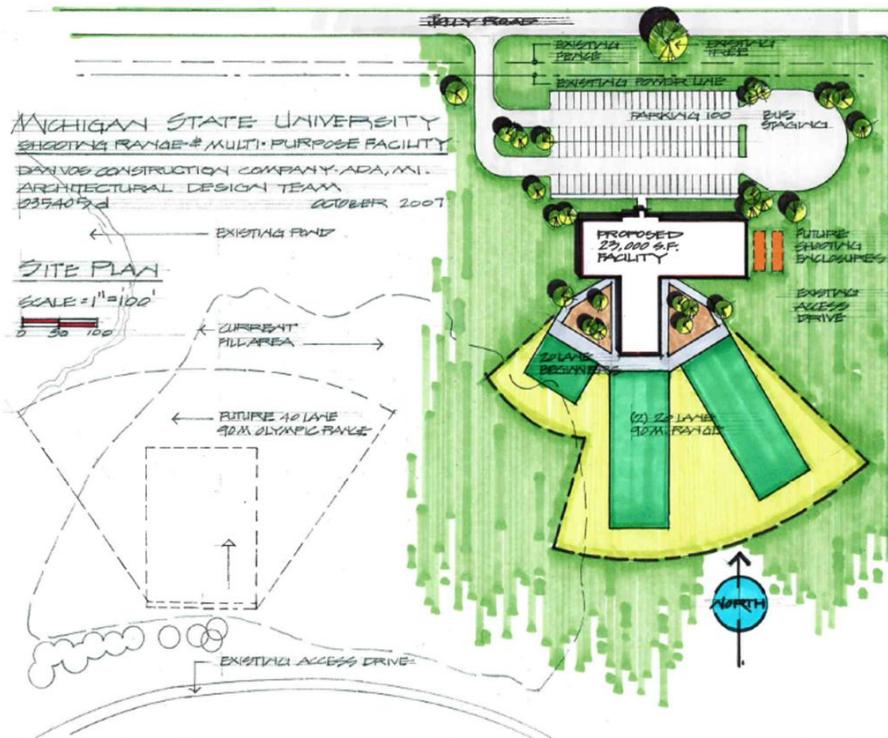 JOLLY ROAD
EXISTING FENCE
EXISTING TREE
EXISTING POWER LINE
PARKING 100
BUS STAGING
MICHIGAN STATE UNIVERSITY
SHOOTING RANGE & MULTI-PURPOSE FACILITY
DAN VOS CONSTRUCTION COMPANY · ADA, MI.
ARCHITECTURAL DESIGN TEAM
OCTOBER 2007
EXISTING POND
SITE PLAN
SCALE = 1" = 100'
0 50 100
PROPOSED
23,000 S.F.
FACILITY
FUTURE
SHOOTING
ENCLOSURES
EXISTING
ACCESS
DRIVE
CURRENT
FILL AREA
20 LANE
BEGINNERS
FUTURE 40 LANE
90M OLYMPIC RANGE
(2) 20 LANE
90M RANGE
NORTH
EXISTING ACCESS DRIVE